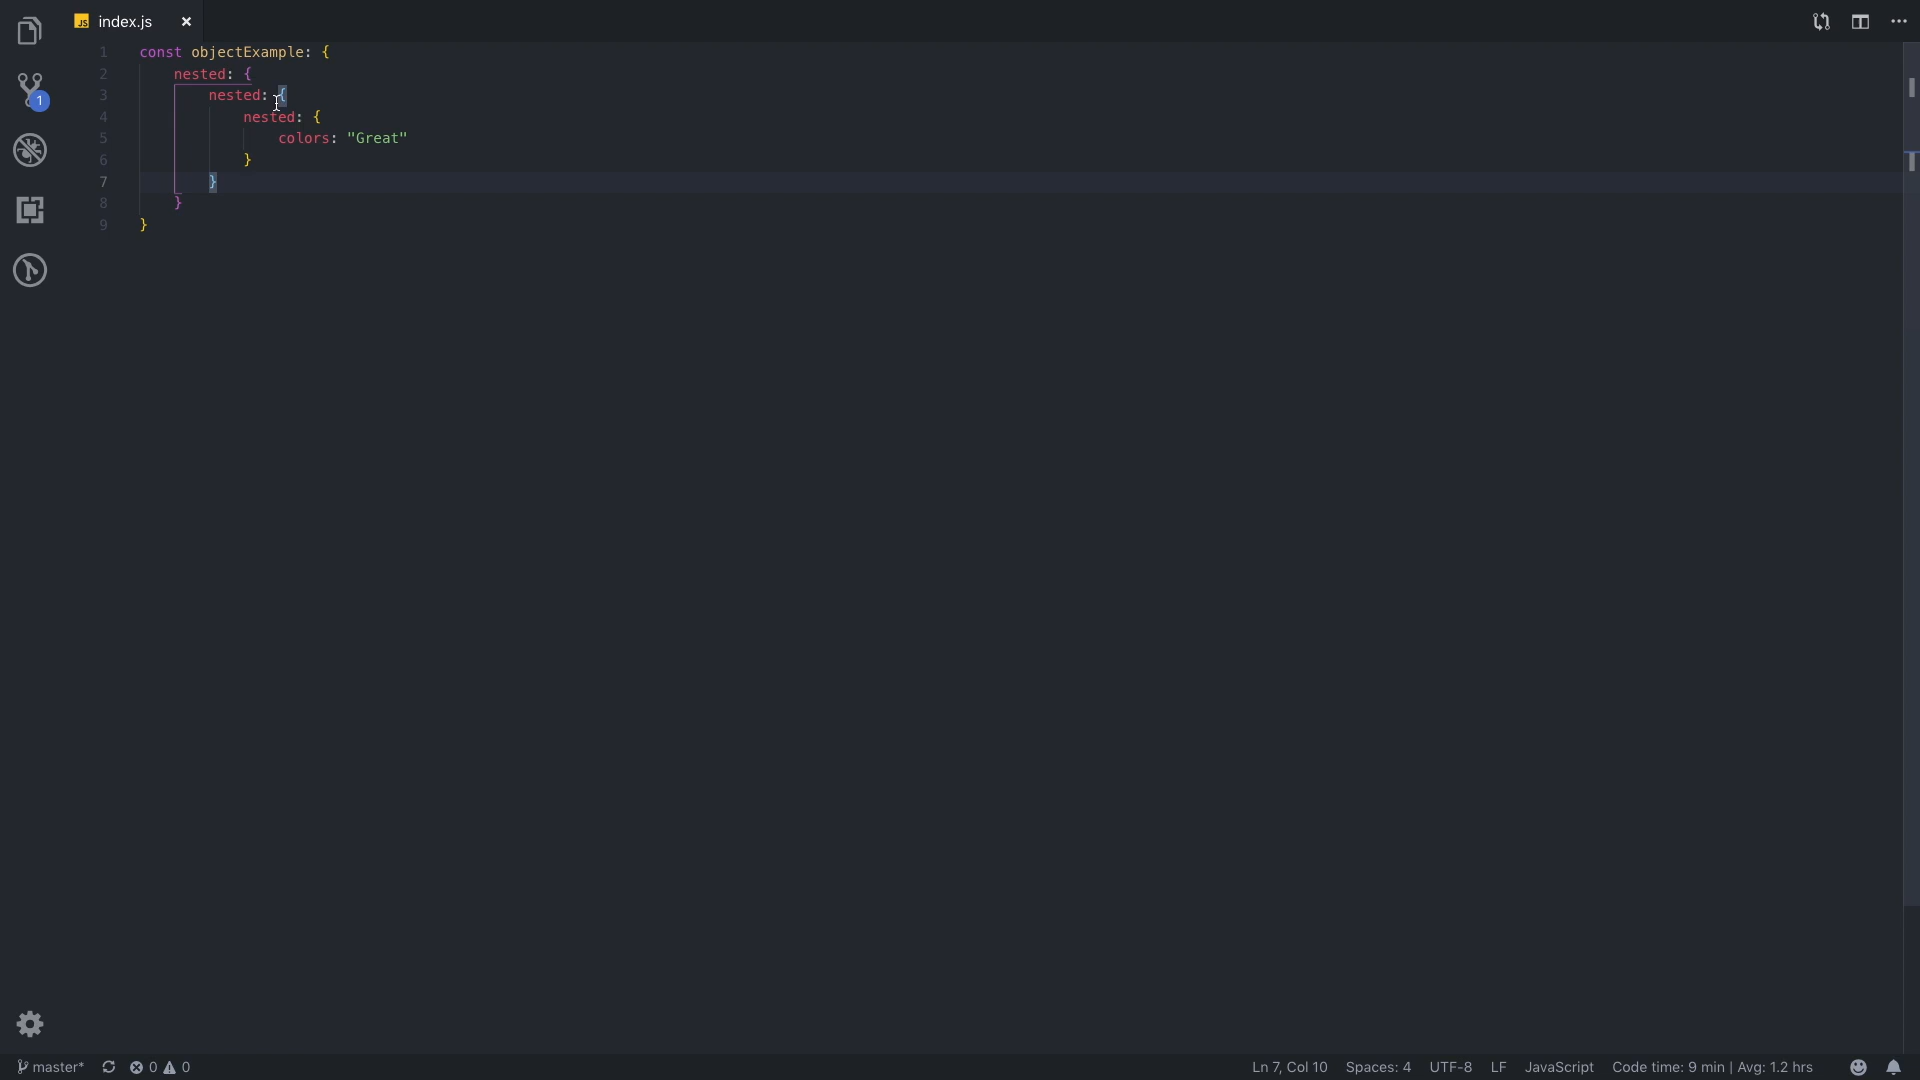 JS index.js
1 const objectExample: {
2 nested: {
3 nested: {
4 nested: {
5 colors: "Great"
6 }
7 }
8 }
9 }
1
master* 0 0 Ln 7, Col 10 Spaces: 4 UTF-8 LF JavaScript Code time: 9 min | Avg: 1.2 hrs